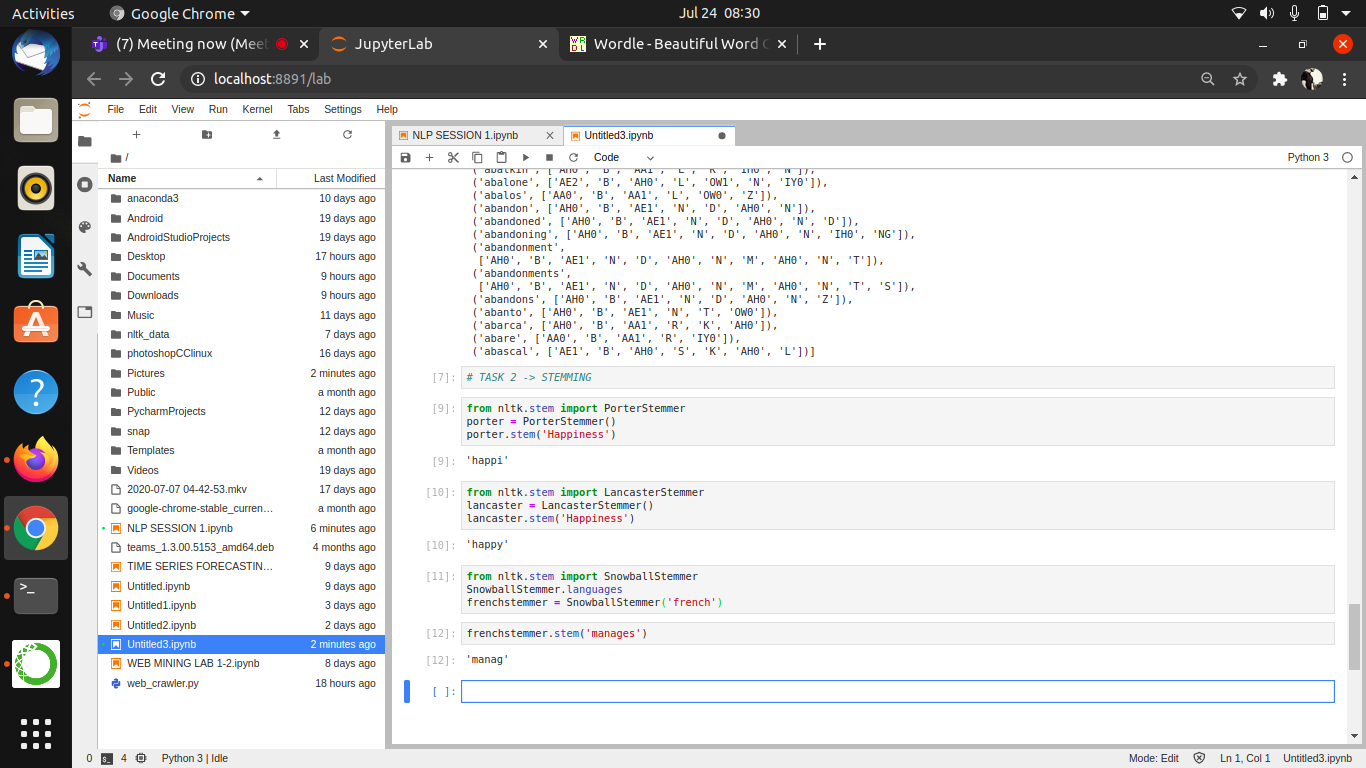 Activities
Google Chrome
Jul 24 08:30
(7) Meeting now (Meet
JupyterLab
Wordle - Beautiful Word C
localhost:8891/lab
File Edit View Run Kernel Tabs Settings Help
NLP SESSION 1.ipynb
Untitled3.ipynb
Code
Python 3
/
Name Last Modified
anaconda3 10 days ago
Android 19 days ago
AndroidStudioProjects 19 days ago
Desktop 17 hours ago
Documents 9 hours ago
Downloads 9 hours ago
Music 11 days ago
nltk_data 7 days ago
photoshopCClinux 16 days ago
Pictures 2 minutes ago
Public a month ago
PycharmProjects 12 days ago
snap 12 days ago
Templates a month ago
Videos 19 days ago
2020-07-07 04-42-53.mkv 17 days ago
google-chrome-stable_curren... a month ago
NLP SESSION 1.ipynb 6 minutes ago
teams_1.3.00.5153_amd64.deb 4 months ago
TIME SERIES FORECASTIN... 9 days ago
Untitled.ipynb 9 days ago
Untitled1.ipynb 3 days ago
Untitled2.ipynb 2 days ago
Untitled3.ipynb 2 minutes ago
WEB MINING LAB 1-2.ipynb 8 days ago
web_crawler.py 18 hours ago
('abalkin', ['AH0', 'B', 'AA1', 'L', 'K', 'IH0', 'N']),
('abalone', ['AE2', 'B', 'AH0', 'L', 'OW1', 'N', 'IY0']),
('abalos', ['AA0', 'B', 'AA1', 'L', 'OW0', 'Z']),
('abandon', ['AH0', 'B', 'AE1', 'N', 'D', 'AH0', 'N']),
('abandoned', ['AH0', 'B', 'AE1', 'N', 'D', 'AH0', 'N', 'D']),
('abandoning', ['AH0', 'B', 'AE1', 'N', 'D', 'AH0', 'N', 'IH0', 'NG']),
('abandonment',
['AH0', 'B', 'AE1', 'N', 'D', 'AH0', 'N', 'M', 'AH0', 'N', 'T']),
('abandonments',
['AH0', 'B', 'AE1', 'N', 'D', 'AH0', 'N', 'M', 'AH0', 'N', 'T', 'S']),
('abandons', ['AH0', 'B', 'AE1', 'N', 'D', 'AH0', 'N', 'Z']),
('abanto', ['AH0', 'B', 'AE1', 'N', 'T', 'OW0']),
('abarca', ['AH0', 'B', 'AA1', 'R', 'K', 'AH0']),
('abare', ['AA0', 'B', 'AA1', 'R', 'IY0']),
('abascal', ['AE1', 'B', 'AH0', 'S', 'K', 'AH0', 'L'])]
[7]: # TASK 2 -> STEMMING
[9]: from nltk.stem import PorterStemmer
porter = PorterStemmer()
porter.stem('Happiness')
[9]: 'happi'
[10]: from nltk.stem import LancasterStemmer
lancaster = LancasterStemmer()
lancaster.stem('Happiness')
[10]: 'happy'
[11]: from nltk.stem import SnowballStemmer
SnowballStemmer.languages
frenchstemmer = SnowballStemmer('french')
[12]: frenchstemmer.stem('manages')
[12]: 'manag'
[ ]:
0 4 Python 3 | Idle
Mode: Edit Ln 1, Col 1 Untitled3.ipynb